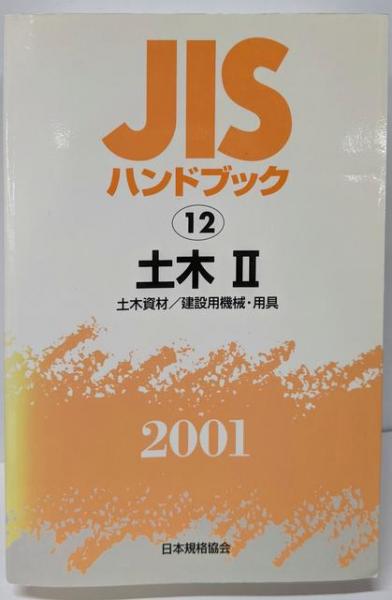 JIS
ハンドブック
12
土木 Ⅱ
土木資材／建設用機械・用具
2001
日本規格協会